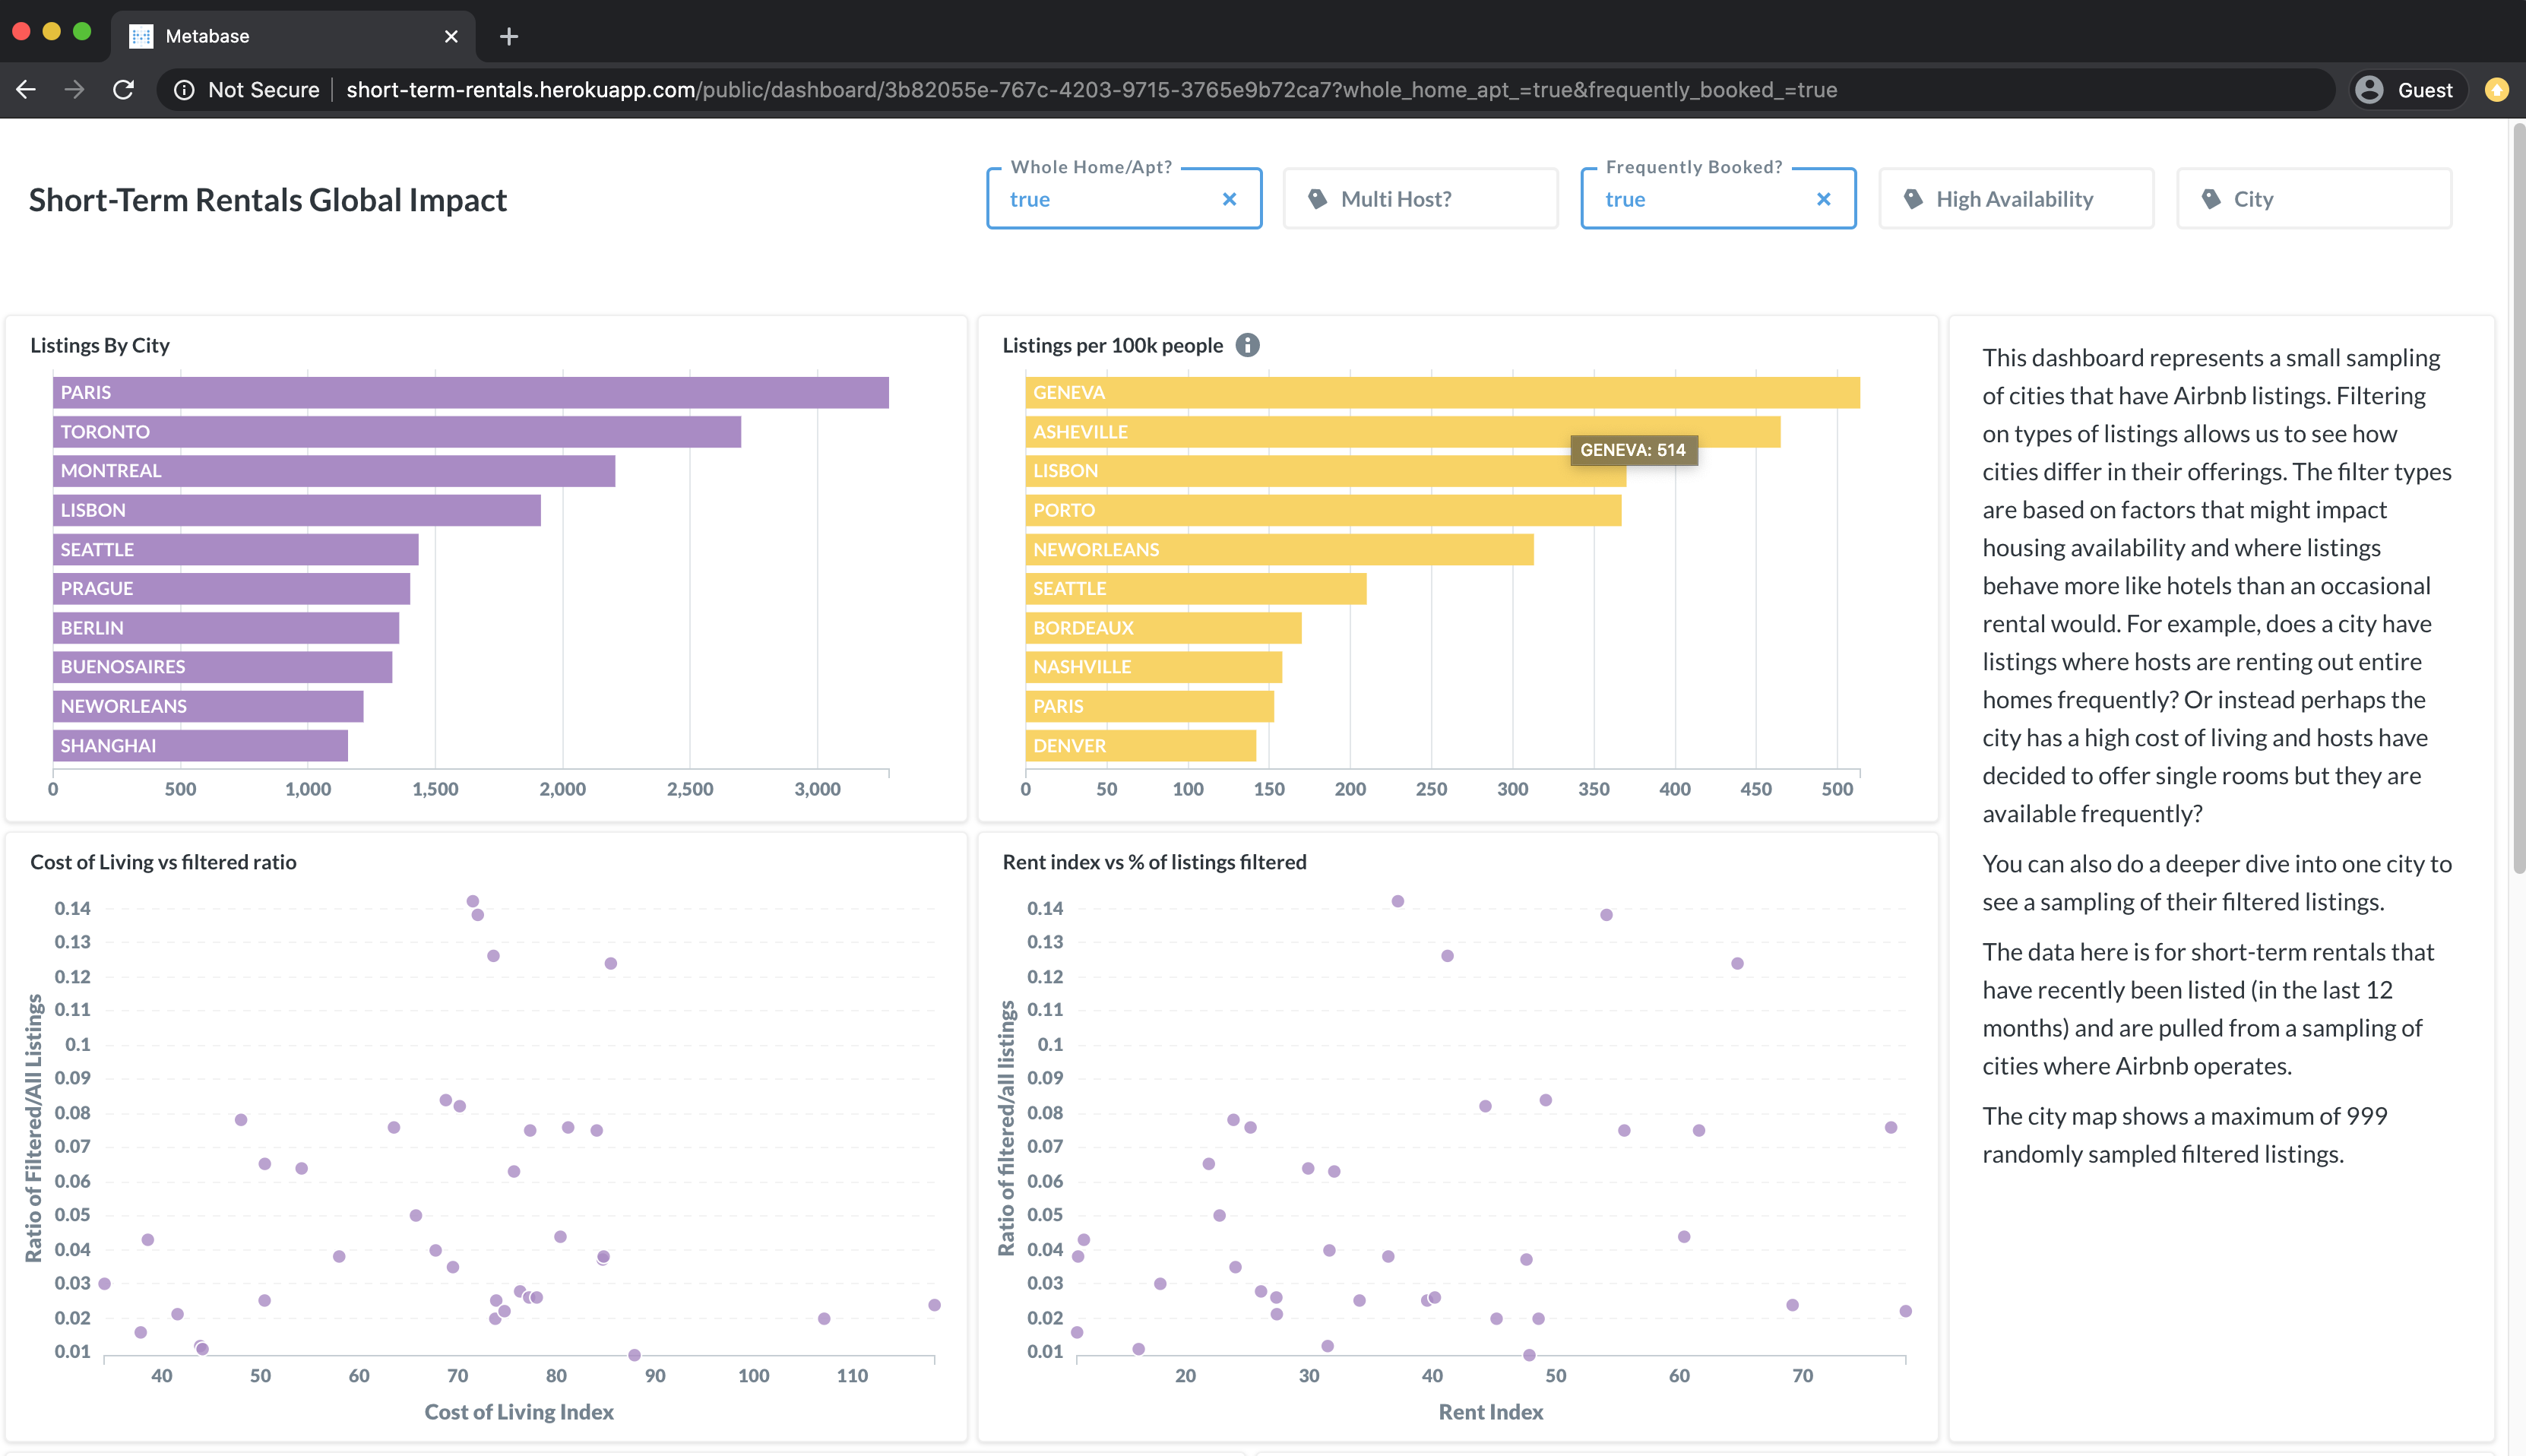 Metabase
Not Secure short-term-rentals.herokuapp.com/public/dashboard/3b82055e-767c-4203-9715-3765e9b72ca7?whole_home_apt_=true&frequently_booked_=true Guest
Short-Term Rentals Global Impact
Whole Home/Apt?
true
Multi Host?
Frequently Booked?
true
High Availability
City
Listings By City
PARIS
TORONTO
MONTREAL
LISBON
SEATTLE
PRAGUE
BERLIN
BUENOSAIRES
NEWORLEANS
SHANGHAI
0 500 1,000 1,500 2,000 2,500 3,000
Listings per 100k people
GENEVA
ASHEVILLE
GENEVA: 514
LISBON
PORTO
NEWORLEANS
SEATTLE
BORDEAUX
NASHVILLE
PARIS
DENVER
0 50 100 150 200 250 300 350 400 450 500
This dashboard represents a small sampling
of cities that have Airbnb listings. Filtering
on types of listings allows us to see how
cities differ in their offerings. The filter types
are based on factors that might impact
housing availability and where listings
behave more like hotels than an occasional
rental would. For example, does a city have
listings where hosts are renting out entire
homes frequently? Or instead perhaps the
city has a high cost of living and hosts have
decided to offer single rooms but they are
available frequently?
You can also do a deeper dive into one city to
see a sampling of their filtered listings.
The data here is for short-term rentals that
have recently been listed (in the last 12
months) and are pulled from a sampling of
cities where Airbnb operates.
The city map shows a maximum of 999
randomly sampled filtered listings.
Cost of Living vs filtered ratio
Ratio of Filtered/All Listings
0.14
0.13
0.12
0.11
0.1
0.09
0.08
0.07
0.06
0.05
0.04
0.03
0.02
0.01
40 50 60 70 80 90 100 110
Cost of Living Index
Rent index vs % of listings filtered
Ratio of filtered/all listings
0.14
0.13
0.12
0.11
0.1
0.09
0.08
0.07
0.06
0.05
0.04
0.03
0.02
0.01
20 30 40 50 60 70
Rent Index